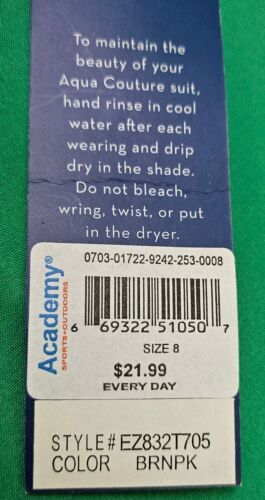 To maintain the
beauty of your
Aqua Couture suit,
hand rinse in cool
water after each
wearing and drip
dry in the shade.
Do not bleach,
wring, twist, or put
in the dryer.
Academy®
SPORTS+OUTDOORS
0703-01722-9242-253-0008
6 69322 51050 7
SIZE 8
$21.99
EVERY DAY
STYLE# EZ832T705
COLOR BRNPK